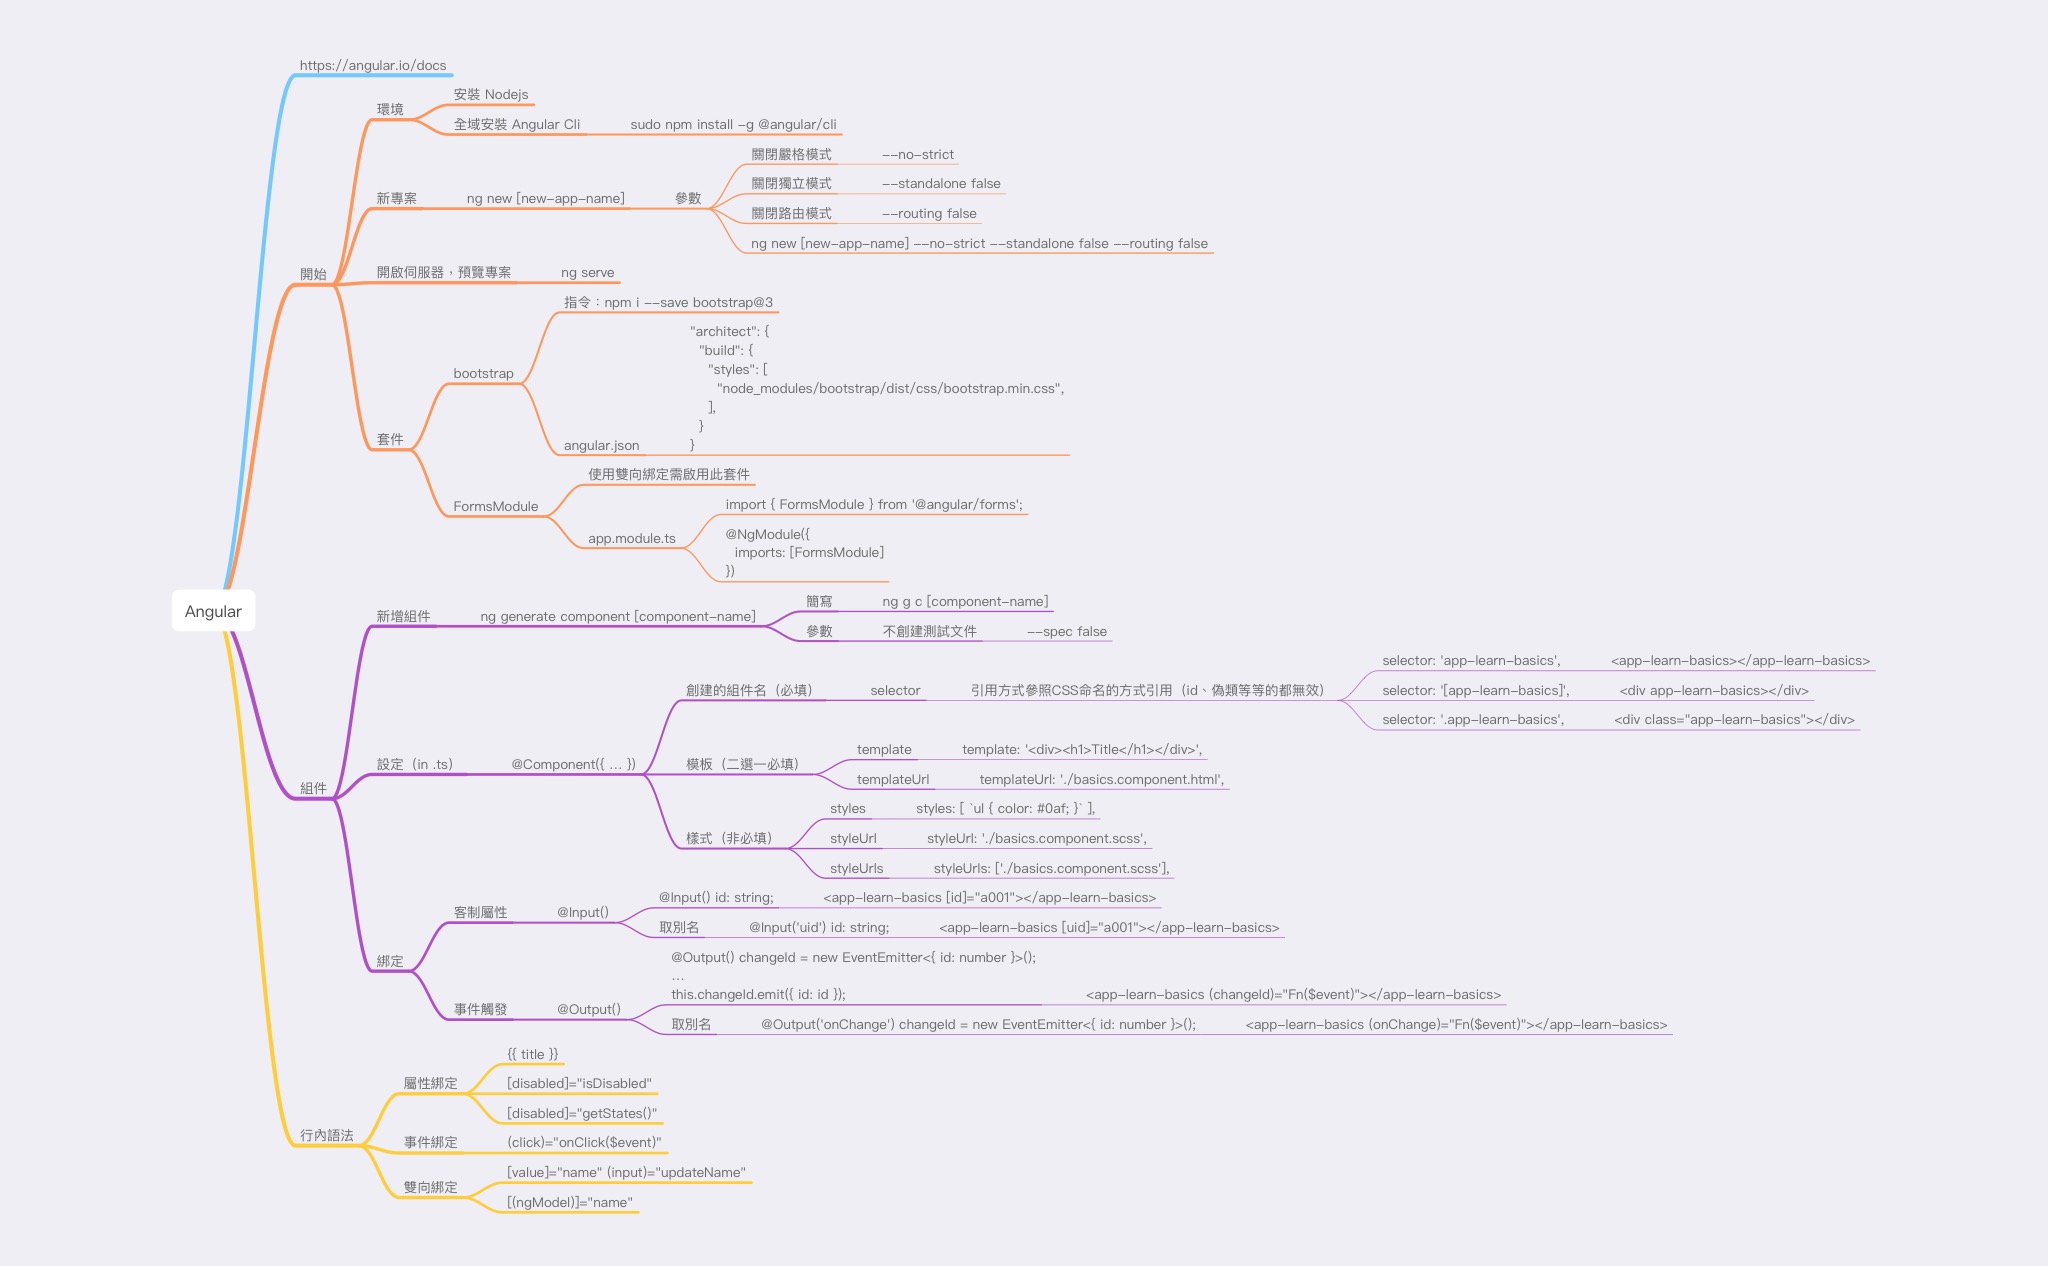 Angular
https://angular.io/docs
開始
環境
安裝 Nodejs
全域安裝 Angular Cli
sudo npm install -g @angular/cli
新專案
ng new [new-app-name]
參數
關閉嚴格模式
--no-strict
關閉獨立模式
--standalone false
關閉路由模式
--routing false
ng new [new-app-name] --no-strict --standalone false --routing false
開啟伺服器，預覽專案
ng serve
套件
bootstrap
指令：npm i --save bootstrap@3
angular.json
"architect": {
"build": {
"styles": [
"node_modules/bootstrap/dist/css/bootstrap.min.css",
],
}
}
FormsModule
使用雙向綁定需啟用此套件
app.module.ts
import { FormsModule } from '@angular/forms';
@NgModule({
imports: [FormsModule]
})
組件
新增組件
ng generate component [component-name]
簡寫
ng g c [component-name]
參數
不創建測試文件
--spec false
設定（in .ts）
@Component({ ... })
創建的組件名（必填）
selector
引用方式參照CSS命名的方式引用（id、偽類等等的都無效）
selector: 'app-learn-basics',
<app-learn-basics></app-learn-basics>
selector: '[app-learn-basics]',
<div app-learn-basics></div>
selector: '.app-learn-basics',
<div class="app-learn-basics"></div>
模板（二選一必填）
template
template: '<div><h1>Title</h1></div>',
templateUrl
templateUrl: './basics.component.html',
樣式（非必填）
styles
styles: [ `ul { color: #0af; }` ],
styleUrl
styleUrl: './basics.component.scss',
styleUrls
styleUrls: ['./basics.component.scss'],
綁定
客制屬性
@Input()
@Input() id: string;
<app-learn-basics [id]="a001"></app-learn-basics>
取別名
@Input('uid') id: string;
<app-learn-basics [uid]="a001"></app-learn-basics>
事件觸發
@Output()
@Output() changeId = new EventEmitter<{ id: number }>();
...
this.changeId.emit({ id: id });
<app-learn-basics (changeId)="Fn($event)"></app-learn-basics>
取別名
@Output('onChange') changeId = new EventEmitter<{ id: number }>();
<app-learn-basics (onChange)="Fn($event)"></app-learn-basics>
行內語法
屬性綁定
{{ title }}
[disabled]="isDisabled"
[disabled]="getStates()"
事件綁定
(click)="onClick($event)"
雙向綁定
[value]="name" (input)="updateName"
[(ngModel)]="name"